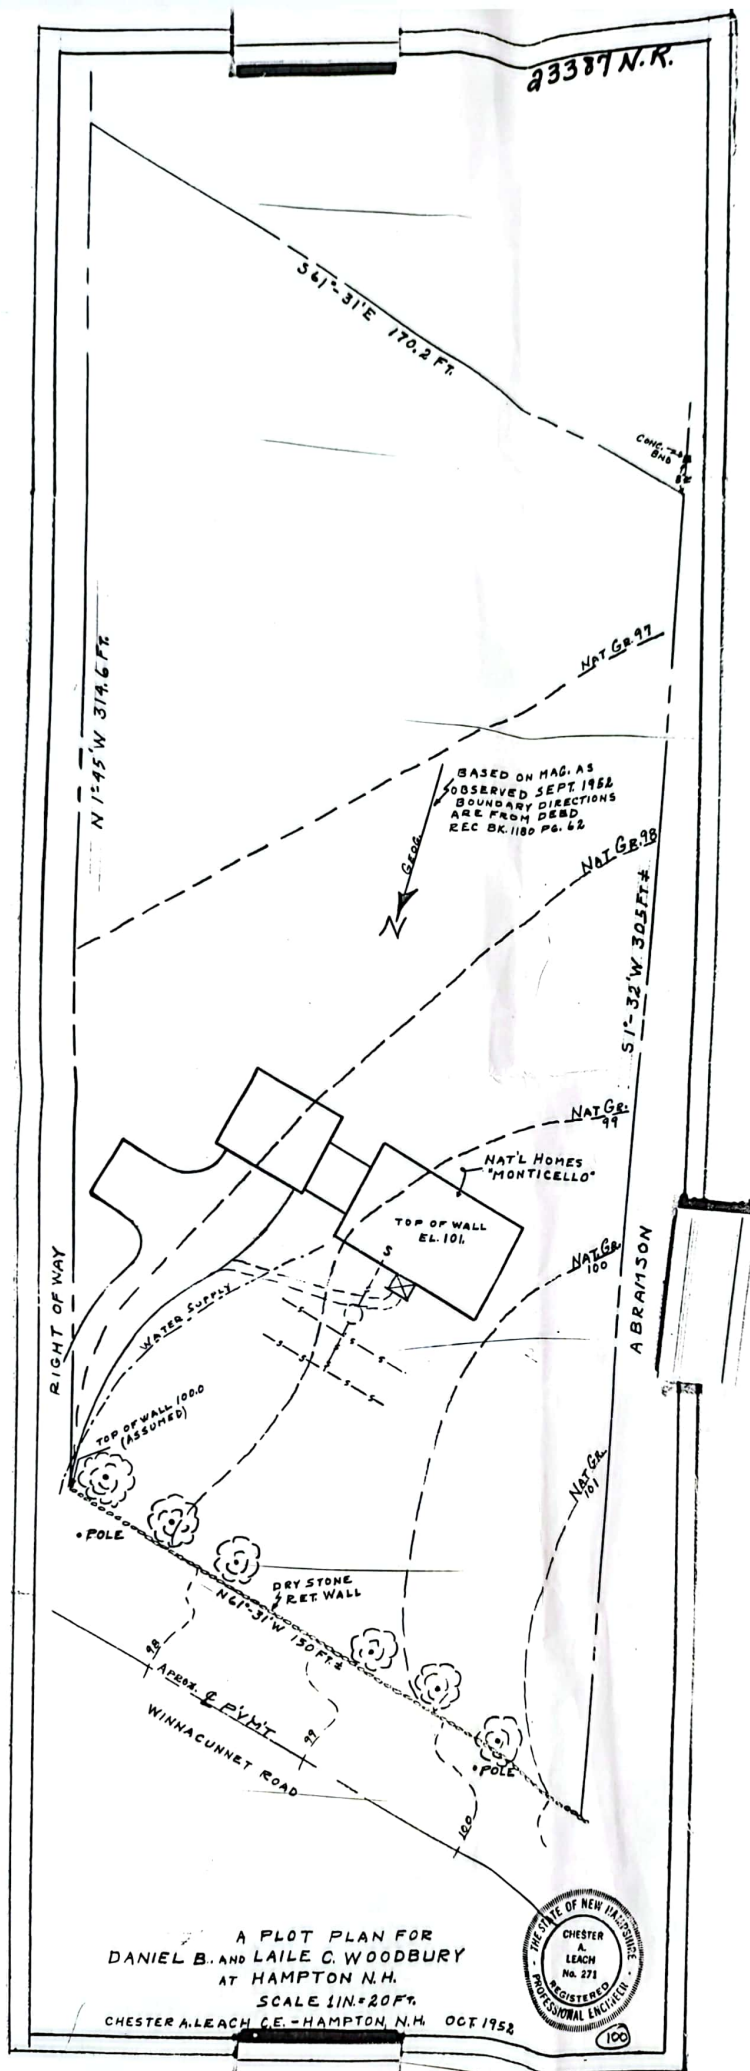 23387 N.R.
S61°-31'E 170.2 FT.
CONC.
BND
N 1°-45'W 314.6 FT.
NAT GR. 97
BASED ON MAG. AS
OBSERVED SEPT. 1952
BOUNDARY DIRECTIONS
ARE FROM DEED
REC BK. 1180 PG. 62
GEOG.
N
NAT GR. 98
S 1°-32'W. 305 FT ±
NAT GR.
99
NAT'L HOMES
"MONTICELLO"
TOP OF WALL
EL. 101.
S
NAT. GR.
100
ABRAMSON
RIGHT OF WAY
WATER SUPPLY
S
S
S
S
S
S
TOP OF WALL 100.0
(ASSUMED)
NAT GR.
101
POLE
DRY STONE
RET. WALL
N61°-31'W 150 FT. ±
98
APROX. ℄ P'V'M'T
99
WINNACUNNET ROAD
POLE
100
A PLOT PLAN FOR
DANIEL B. AND LAILE C. WOODBURY
AT HAMPTON N.H.
SCALE 1 IN. = 20 FT.
CHESTER A. LEACH C.E. - HAMPTON, N.H. OCT 1952
THE STATE OF NEW HAMPSHIRE
CHESTER
A.
LEACH
No. 271
REGISTERED
PROFESSIONAL ENGINEER
100